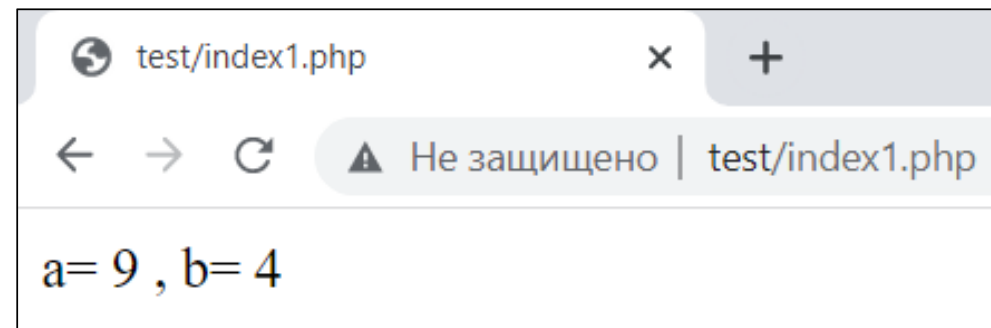 test/index1.php
Не защищено | test/index1.php
a= 9 , b= 4